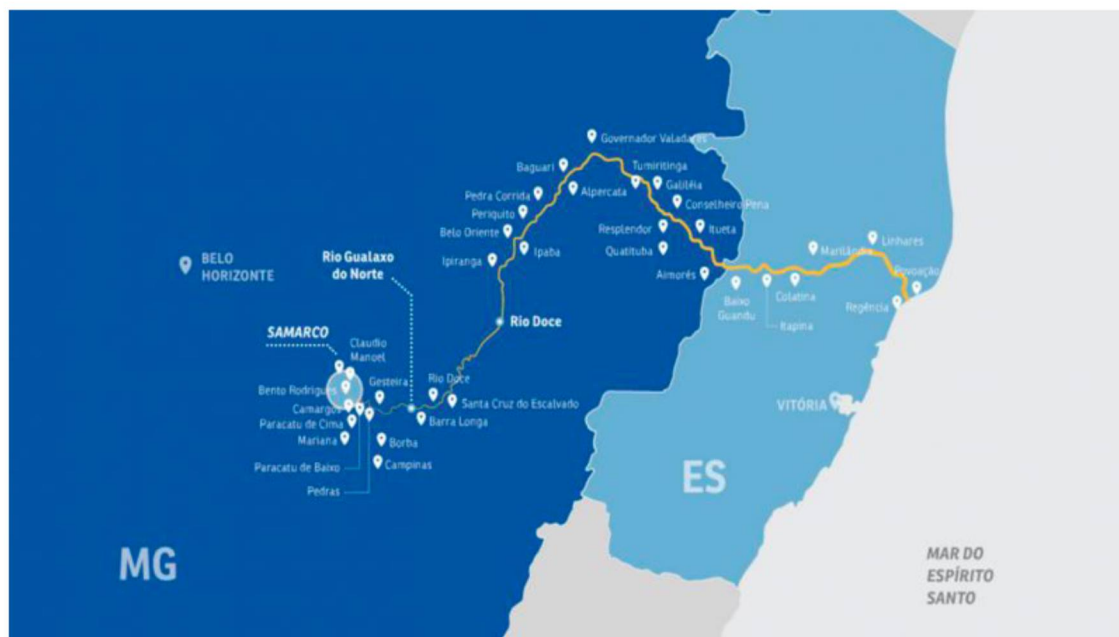 Governador Valadares
Baguari
Tumiritinga
Alpercata
Galiléia
Pedra Corrida
Conselheiro Pena
Periquito
Belo Oriente
Resplendor
Itueta
Ipaba
Quatituba
Ipiranga
Aimorés
Marilândia
Linhares
BELO
HORIZONTE
Rio Gualaxo
do Norte
Baixo
Guandu
Colatina
Itapina
Povoação
Regência
Rio Doce
SAMARCO
Claudio
Manoel
Bento Rodrigues
Gesteira
Rio Doce
Santa Cruz do Escalvado
Camargos
Paracatu de Cima
Barra Longa
Mariana
Borba
Paracatu de Baixo
Campinas
Pedras
VITÓRIA
ES
MG
MAR DO
ESPÍRITO
SANTO